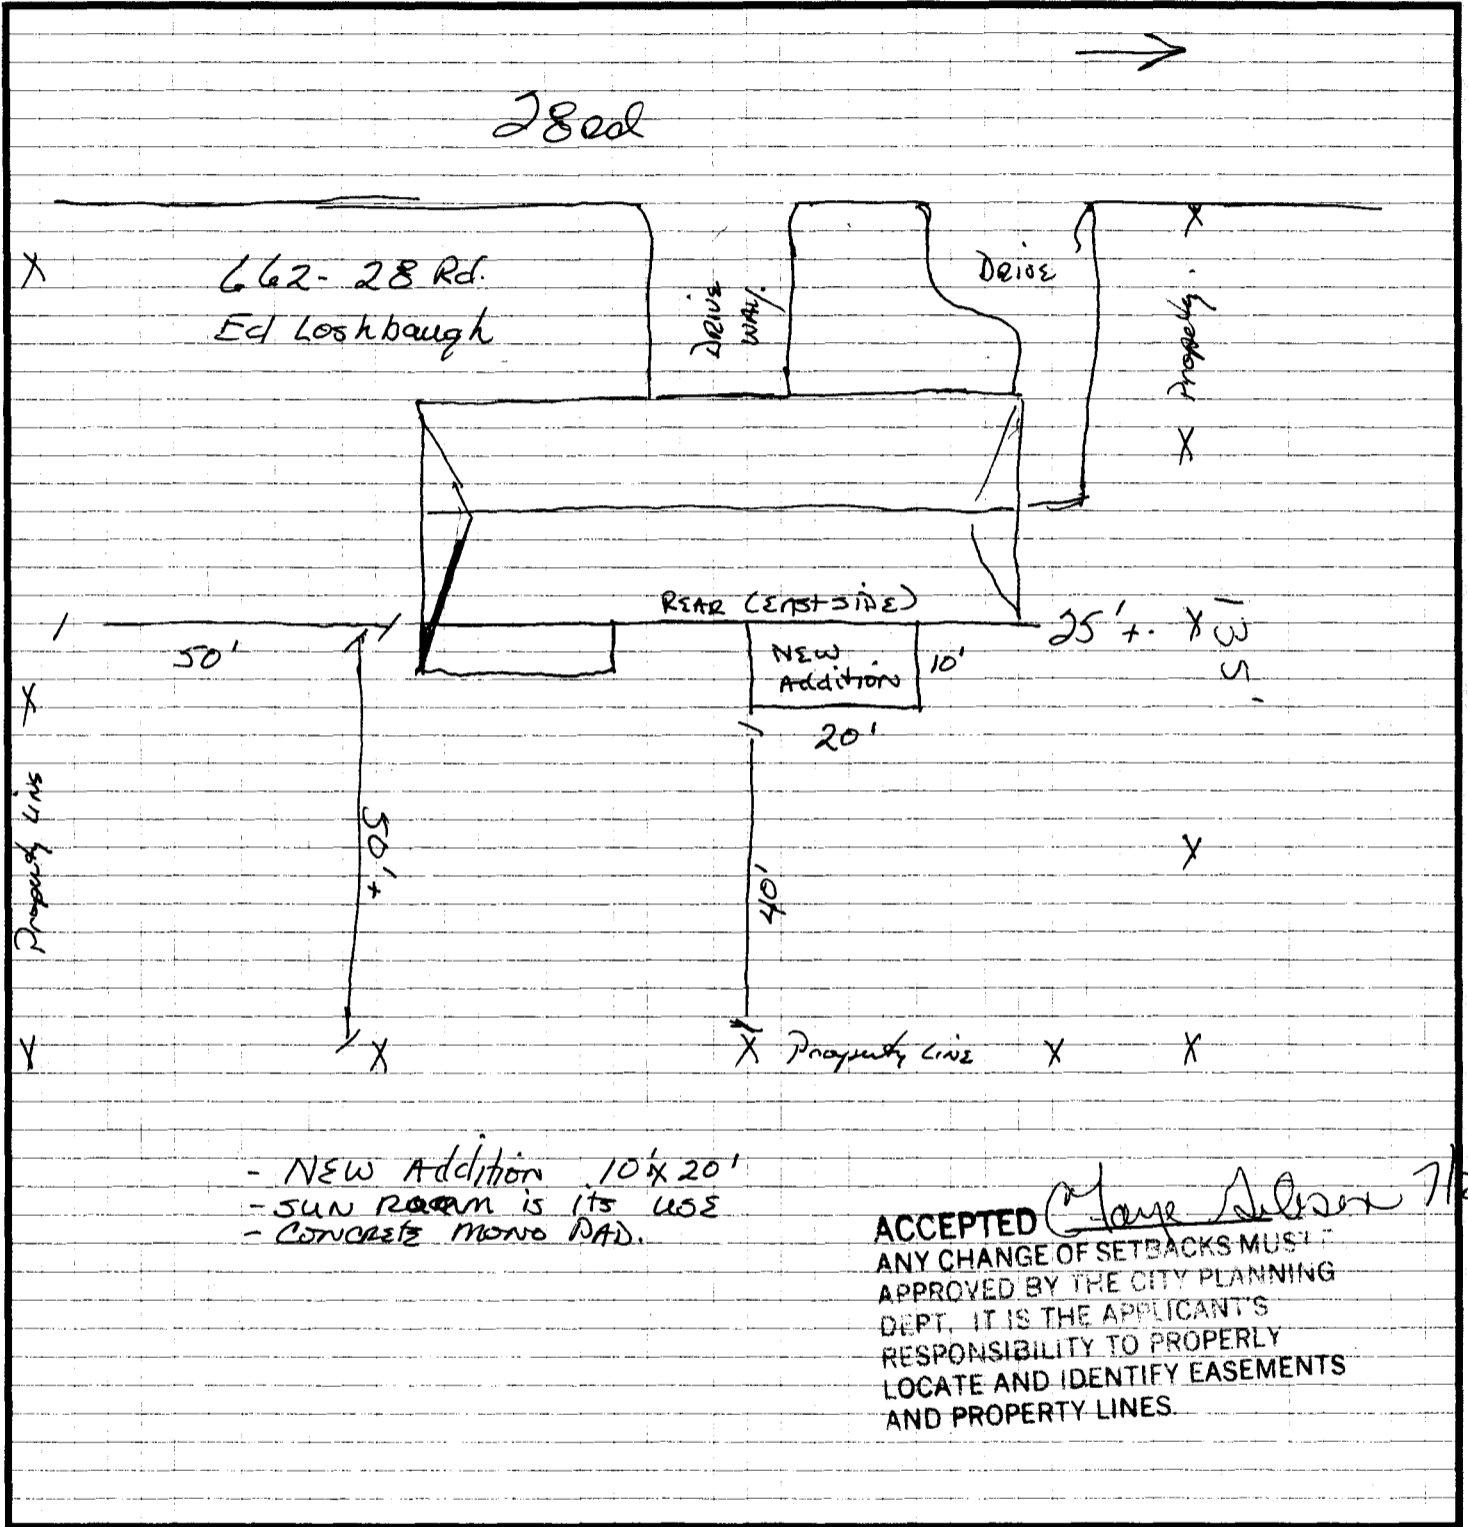 28 Rd
662- 28 Rd.
Ed Loshbaugh
DRIVE
WAY.
DRIVE
Property.
REAR (EAST SIDE)
50'
25'+.
135'
NEW
Addition
10'
20'
Property Line
50'+
40'
Property Line
- NEW Addition 10'x20'
- SUN ROOM is its USE
- CONCRETE MONO PAD.
ACCEPTED
ANY CHANGE OF SETBACKS MUST
APPROVED BY THE CITY PLANNING
DEPT. IT IS THE APPLICANT'S
RESPONSIBILITY TO PROPERLY
LOCATE AND IDENTIFY EASEMENTS
AND PROPERTY LINES.